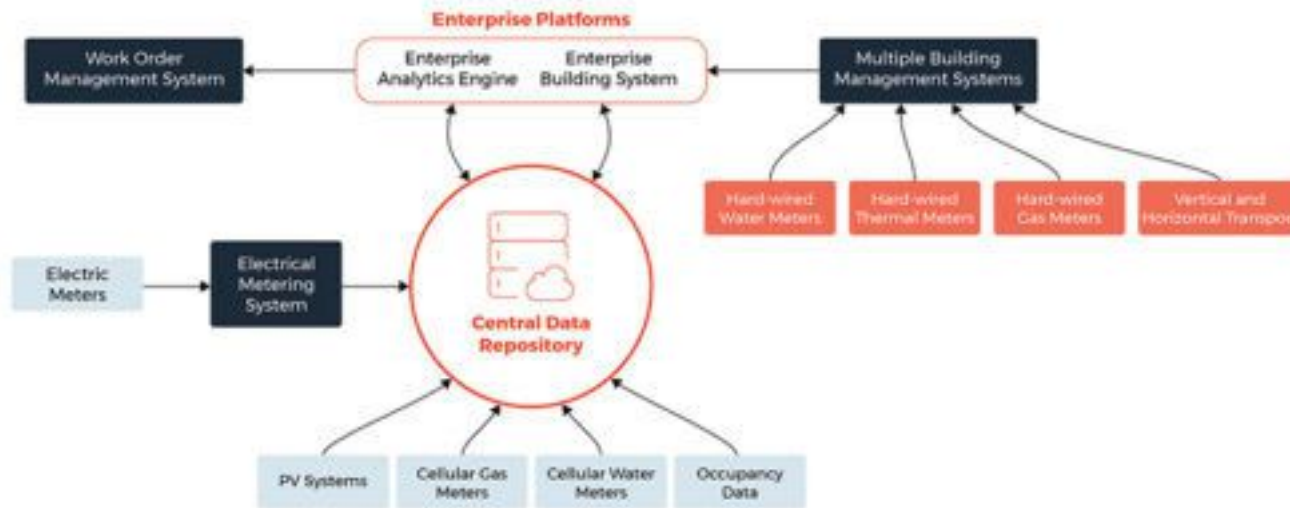 Enterprise Platforms
Work Order
Management System
Enterprise
Analytics Engine
Enterprise
Building System
Multiple Building
Management Systems
Hard-wired
Water Meters
Hard-wired
Thermal Meters
Hard-wired
Gas Meters
Vertical and
Horizontal Transpor
Electric
Meters
Electrical
Metering
System
Central Data
Repository
PV Systems
Cellular Gas
Meters
Cellular Water
Meters
Occupancy
Data